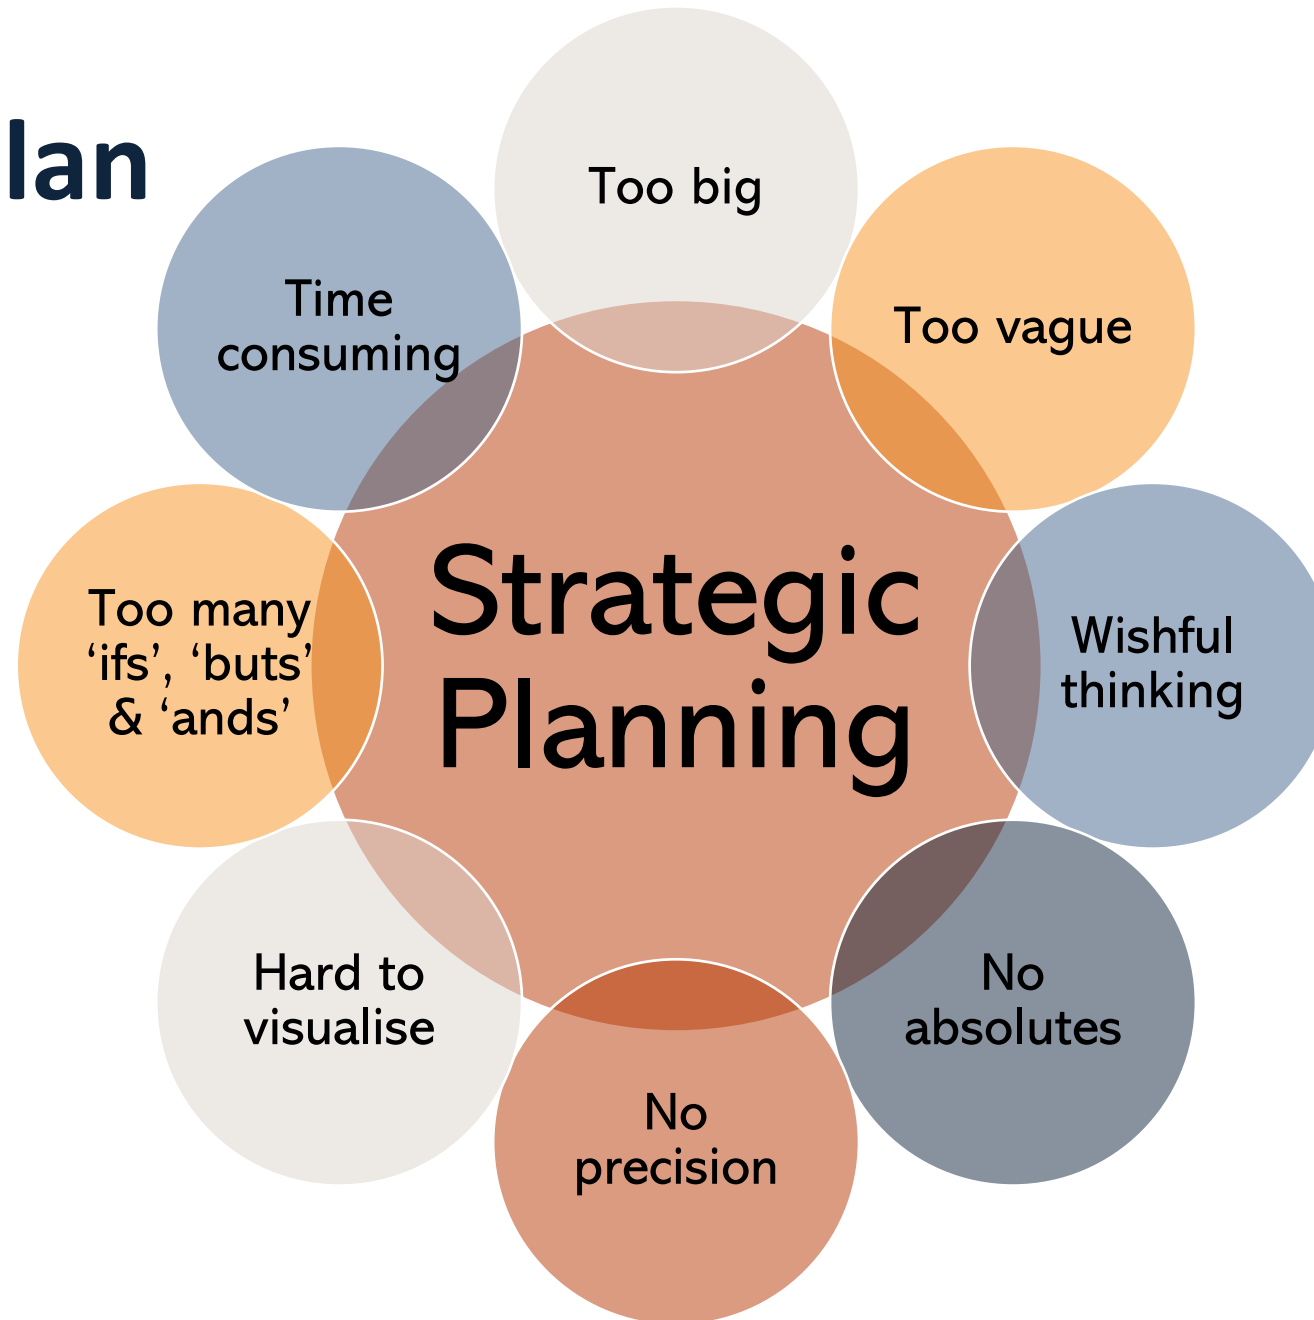 lan
Too big
Too vague
Wishful
thinking
No
absolutes
No
precision
Hard to
visualise
Too many
‘ifs’, ‘buts’
& ‘ands’
Time
consuming
Strategic
Planning